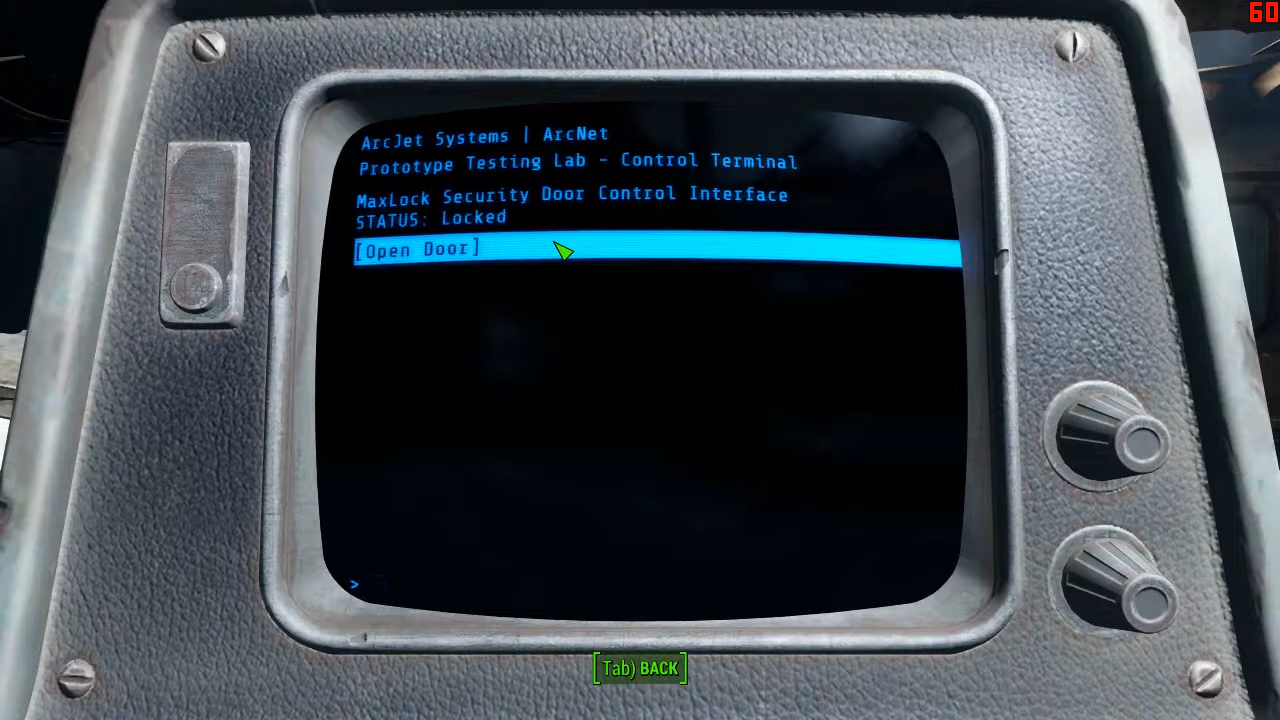 60
ArcJet Systems | ArcNet
Prototype Testing Lab - Control Terminal
MaxLock Security Door Control Interface
STATUS: Locked
[Open Door]
>
Tab) BACK